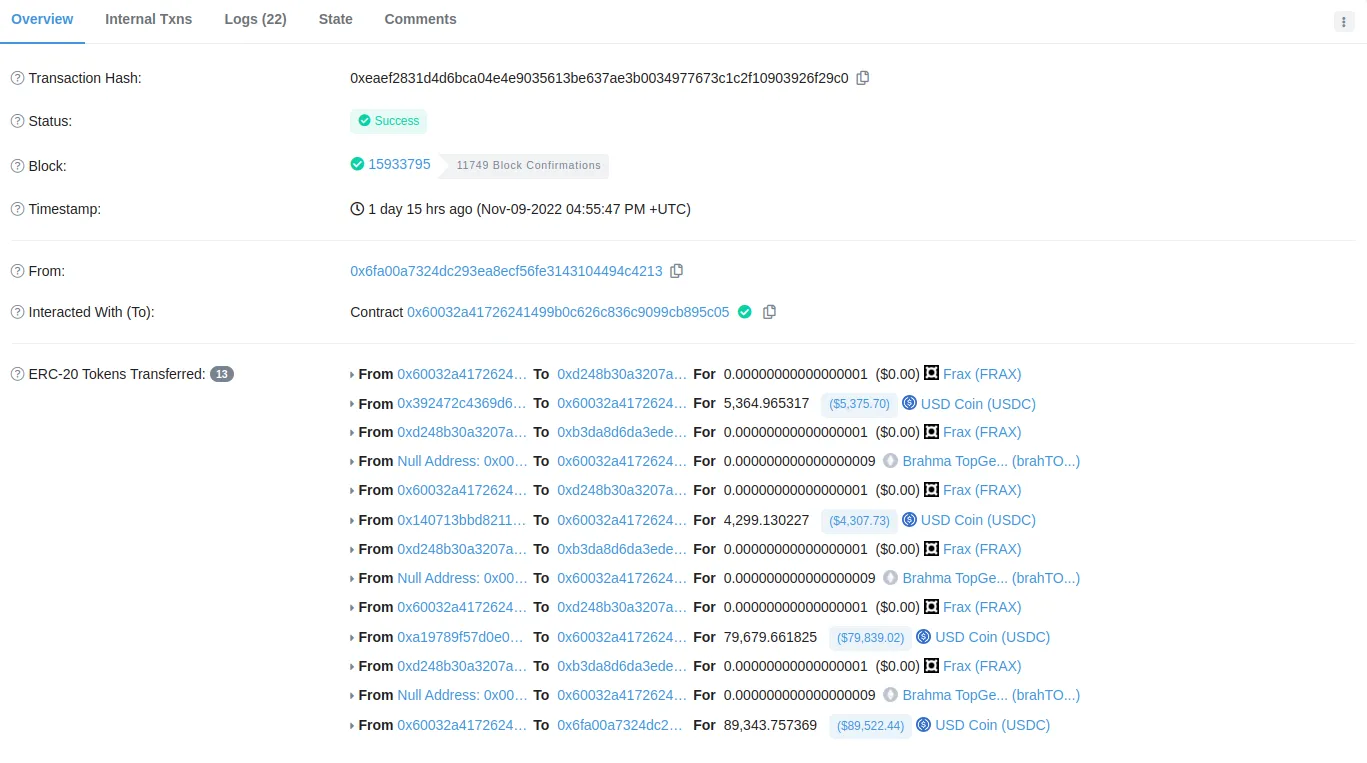 Overview Internal Txns Logs (22) State Comments
Transaction Hash: 0xeaef2831d4d6bca04e4e9035613be637ae3b0034977673c1c2f10903926f29c0
Status: Success
Block: 15933795 11749 Block Confirmations
Timestamp: 1 day 15 hrs ago (Nov-09-2022 04:55:47 PM +UTC)
From: 0x6fa00a7324dc293ea8ecf56fe3143104494c4213
Interacted With (To): Contract 0x60032a41726241499b0c626c836c9099cb895c05
ERC-20 Tokens Transferred: 13 From 0x60032a4172624... To 0xd248b30a3207a... For 0.00000000000000001 ($0.00) Frax (FRAX)
From 0x392472c4369d6... To 0x60032a4172624... For 5,364.965317 ($5,375.70) USD Coin (USDC)
From 0xd248b30a3207a... To 0xb3da8d6da3ede... For 0.00000000000000001 ($0.00) Frax (FRAX)
From Null Address: 0x00... To 0x60032a4172624... For 0.000000000000000009 Brahma TopGe... (brahTO...)
From 0x60032a4172624... To 0xd248b30a3207a... For 0.00000000000000001 ($0.00) Frax (FRAX)
From 0x140713bbd8211... To 0x60032a4172624... For 4,299.130227 ($4,307.73) USD Coin (USDC)
From 0xd248b30a3207a... To 0xb3da8d6da3ede... For 0.00000000000000001 ($0.00) Frax (FRAX)
From Null Address: 0x00... To 0x60032a4172624... For 0.000000000000000009 Brahma TopGe... (brahTO...)
From 0x60032a4172624... To 0xd248b30a3207a... For 0.00000000000000001 ($0.00) Frax (FRAX)
From 0xa19789f57d0e0... To 0x60032a4172624... For 79,679.661825 ($79,839.02) USD Coin (USDC)
From 0xd248b30a3207a... To 0xb3da8d6da3ede... For 0.00000000000000001 ($0.00) Frax (FRAX)
From Null Address: 0x00... To 0x60032a4172624... For 0.000000000000000009 Brahma TopGe... (brahTO...)
From 0x60032a4172624... To 0x6fa00a7324dc2... For 89,343.757369 ($89,522.44) USD Coin (USDC)